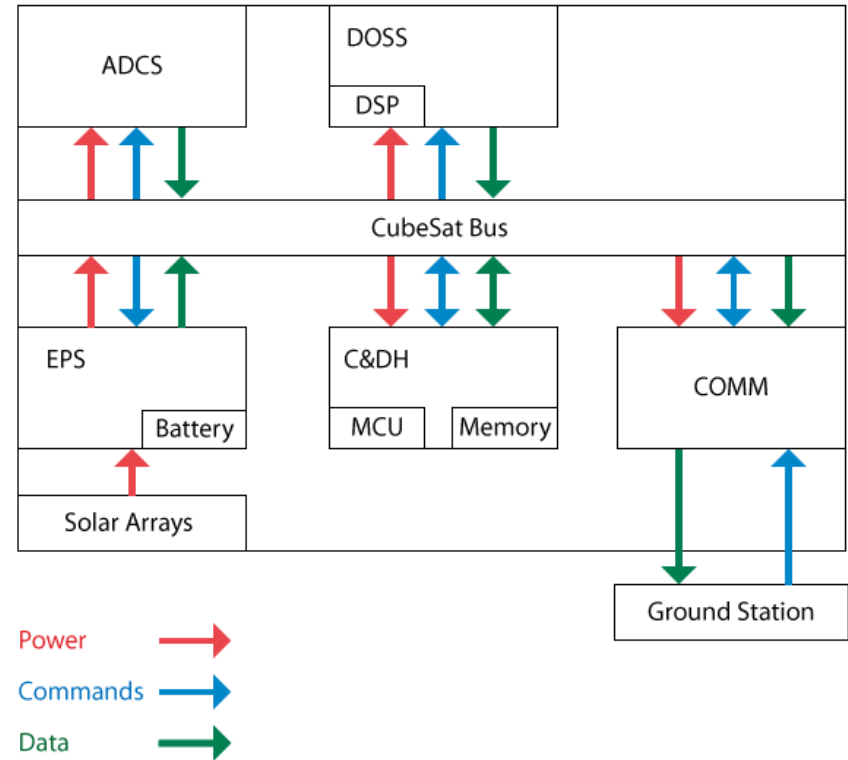 ADCS
DOSS
DSP
CubeSat Bus
EPS
Battery
C&DH
MCU
Memory
COMM
Solar Arrays
Ground Station
Power
Commands
Data